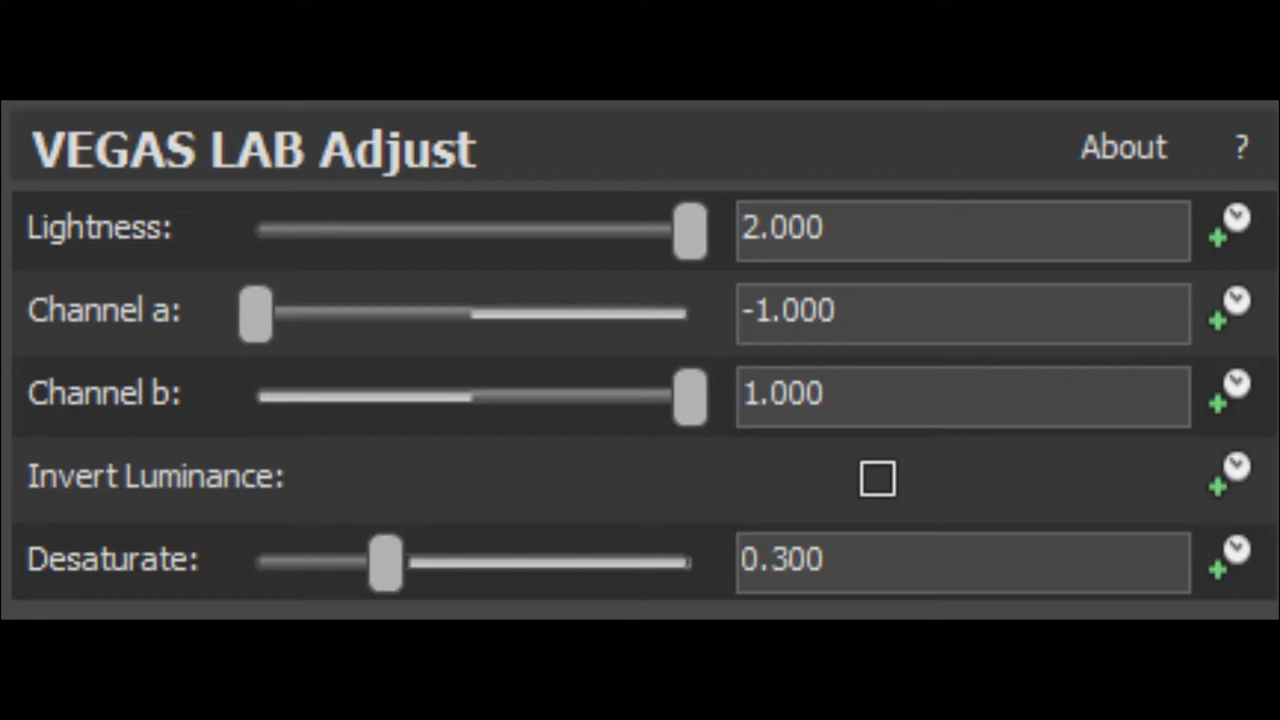 VEGAS LAB Adjust About ?
Lightness: 2.000
Channel a: -1.000
Channel b: 1.000
Invert Luminance:
Desaturate: 0.300